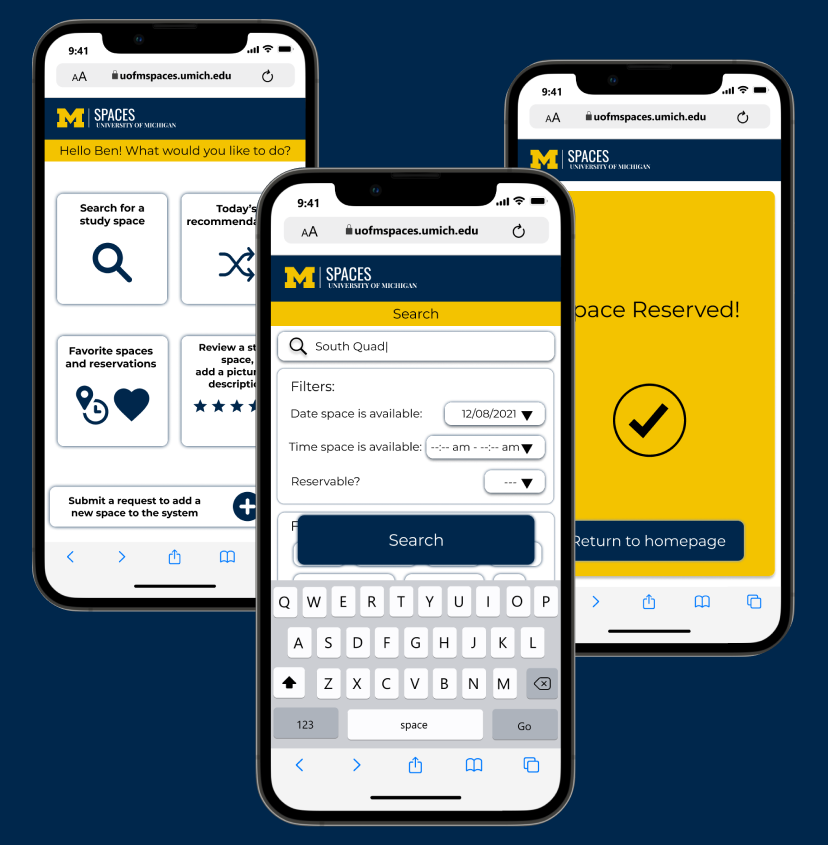 9:41
AA uofmspaces.umich.edu
M SPACES
UNIVERSITY OF MICHIGAN
Hello Ben! What would you like to do?
Search for a
study space
Today's
recommenda
Favorite spaces
and reservations
Review a st
space,
add a pictur
descriptio
Submit a request to add a
new space to the system
9:41
AA uofmspaces.umich.edu
M SPACES
UNIVERSITY OF MICHIGAN
Search
South Quad|
Filters:
Date space is available: 12/08/2021
Time space is available: --:-- am - --:-- am
Reservable? ---
F
Search
Q W E R T Y U I O P
A S D F G H J K L
Z X C V B N M
123 space Go
9:41
AA uofmspaces.umich.edu
M SPACES
UNIVERSITY OF MICHIGAN
pace Reserved!
Return to homepage